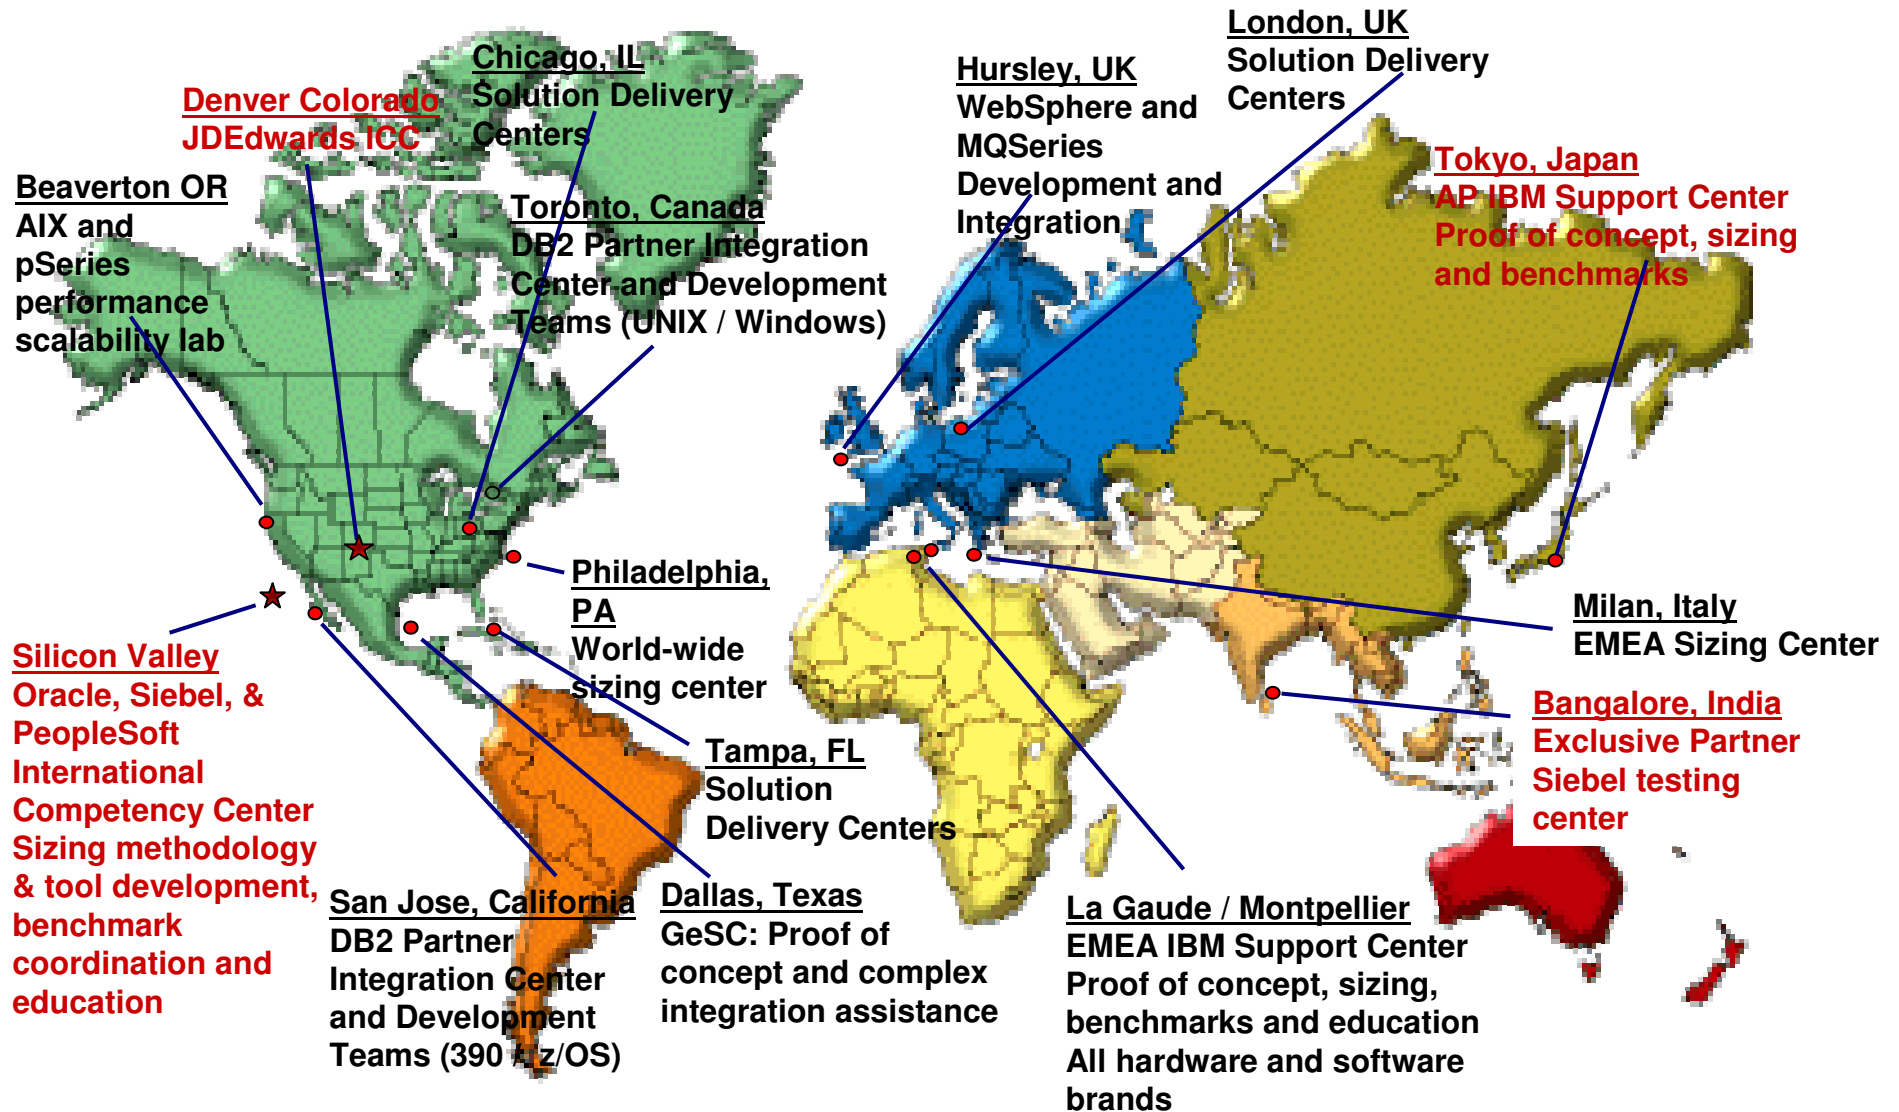 Chicago, IL
Solution Delivery
Centers
Denver Colorado
JDEdwards ICC
Beaverton OR
AIX and
pSeries
performance
scalability lab
Toronto, Canada
DB2 Partner Integration
Center and Development
Teams (UNIX / Windows)
Hursley, UK
WebSphere and
MQSeries
Development and
Integration
London, UK
Solution Delivery
Centers
Tokyo, Japan
AP IBM Support Center
Proof of concept, sizing
and benchmarks
Philadelphia,
PA
World-wide
sizing center
Milan, Italy
EMEA Sizing Center
Silicon Valley
Oracle, Siebel, &
PeopleSoft
International
Competency Center
Sizing methodology
& tool development,
benchmark
coordination and
education
Tampa, FL
Solution
Delivery Centers
Bangalore, India
Exclusive Partner
Siebel testing
center
San Jose, California
DB2 Partner
Integration Center
and Development
Teams (390 / z/OS)
Dallas, Texas
GeSC: Proof of
concept and complex
integration assistance
La Gaude / Montpellier
EMEA IBM Support Center
Proof of concept, sizing,
benchmarks and education
All hardware and software
brands